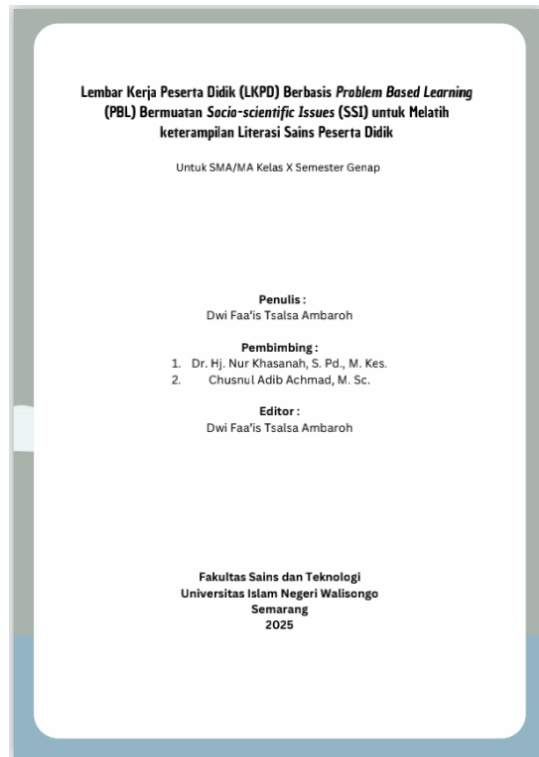 Lembar Kerja Peserta Didik (LKPD) Berbasis Problem Based Learning
(PBL) Bermuatan Socio-scientific Issues (SSI) untuk Melatih
keterampilan Literasi Sains Peserta Didik
Untuk SMA/MA Kelas X Semester Genap
Penulis :
Dwi Faa'is Tsalsa Ambaroh
Pembimbing :
1. Dr. Hj. Nur Khasanah, S. Pd., M. Kes.
2. Chusnul Adib Achmad, M. Sc.
Editor :
Dwi Faa'is Tsalsa Ambaroh
Fakultas Sains dan Teknologi
Universitas Islam Negeri Walisongo
Semarang
2025